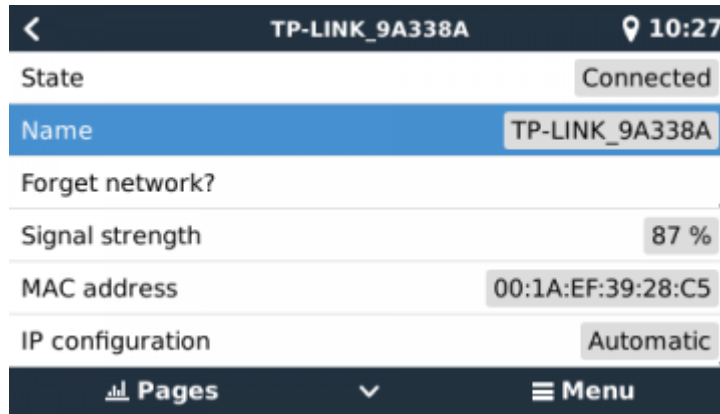 TP-LINK_9A338A 10:27
State Connected
Name TP-LINK_9A338A
Forget network?
Signal strength 87 %
MAC address 00:1A:EF:39:28:C5
IP configuration Automatic
Pages Menu